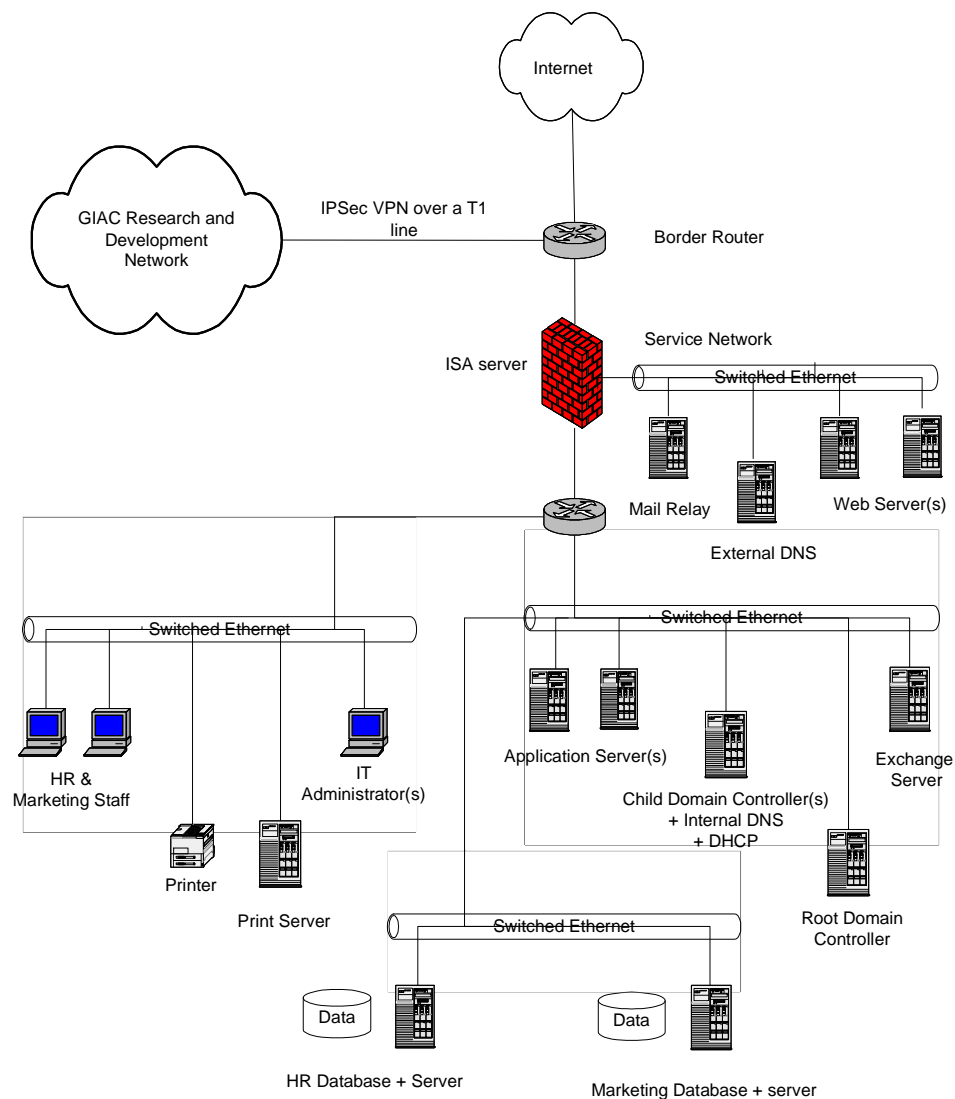 Internet
GIAC Research and
Development
Network
IPSec VPN over a T1
line
Border Router
ISA server
Service Network
Switched Ethernet
Mail Relay
Web Server(s)
External DNS
Switched Ethernet
Switched Ethernet
HR &
Marketing Staff
IT
Administrator(s)
Application Server(s)
Exchange
Server
Child Domain Controller(s)
+ Internal DNS
+ DHCP
Printer
Print Server
Root Domain
Controller
Switched Ethernet
Data
Data
HR Database + Server
Marketing Database + server